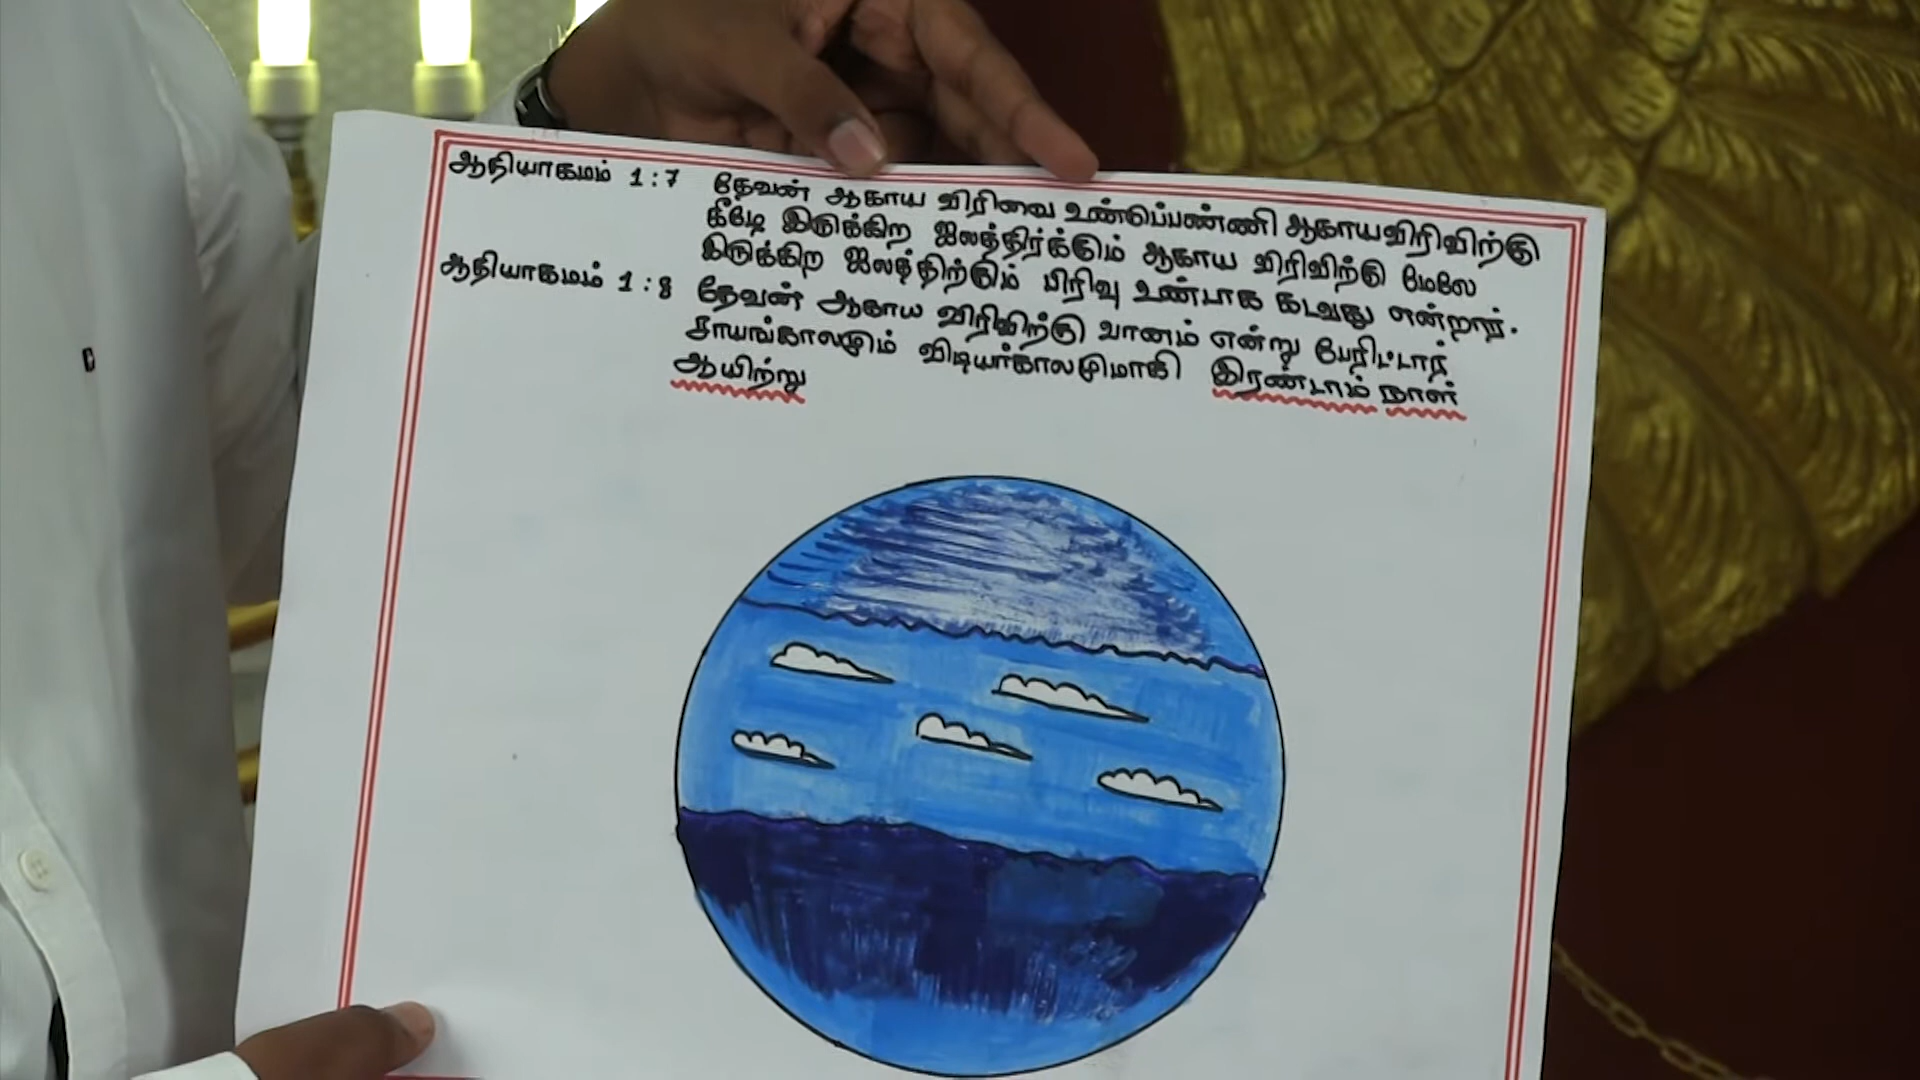 ஆதியாகமம் 1:7 தேவன் ஆகாய விரிவை உண்டுப்பண்ணி ஆகாயவிரிவிற்கு
கீழே இருக்கிற ஜலத்திர்க்கும் ஆகாய விரிவிற்கு மேலே
இருக்கிற ஜலத்திற்கும் பிரிவு உண்டாக கடவது என்றார்.
ஆதியாகமம் 1:8 தேவன் ஆகாய விரிவிற்கு வானம் என்று பேரிட்டார்
சாயங்காலமும் விடியர்காலமுமாகி இரண்டாம் நாள்
ஆயிற்று